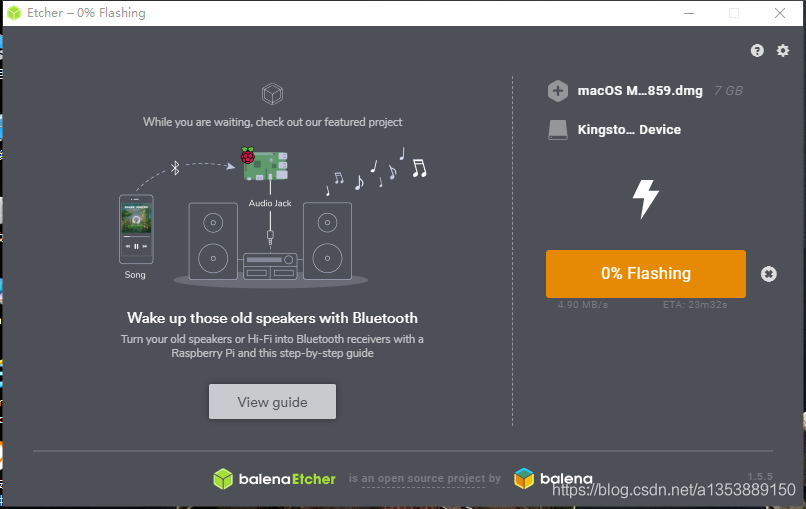 Etcher – 0% Flashing
While you are waiting, check out our featured project
Audio Jack
Song
Wake up those old speakers with Bluetooth
Turn your old speakers or Hi-Fi into Bluetooth receivers with a
Raspberry Pi and this step-by-step guide
View guide
macOS M...859.dmg 7 GB
Kingsto... Device
0% Flashing
4.90 MB/s ETA: 23m32s
balenaEtcher is an open source project by balena
1.5.5
https://blog.csdn.net/a1353889150